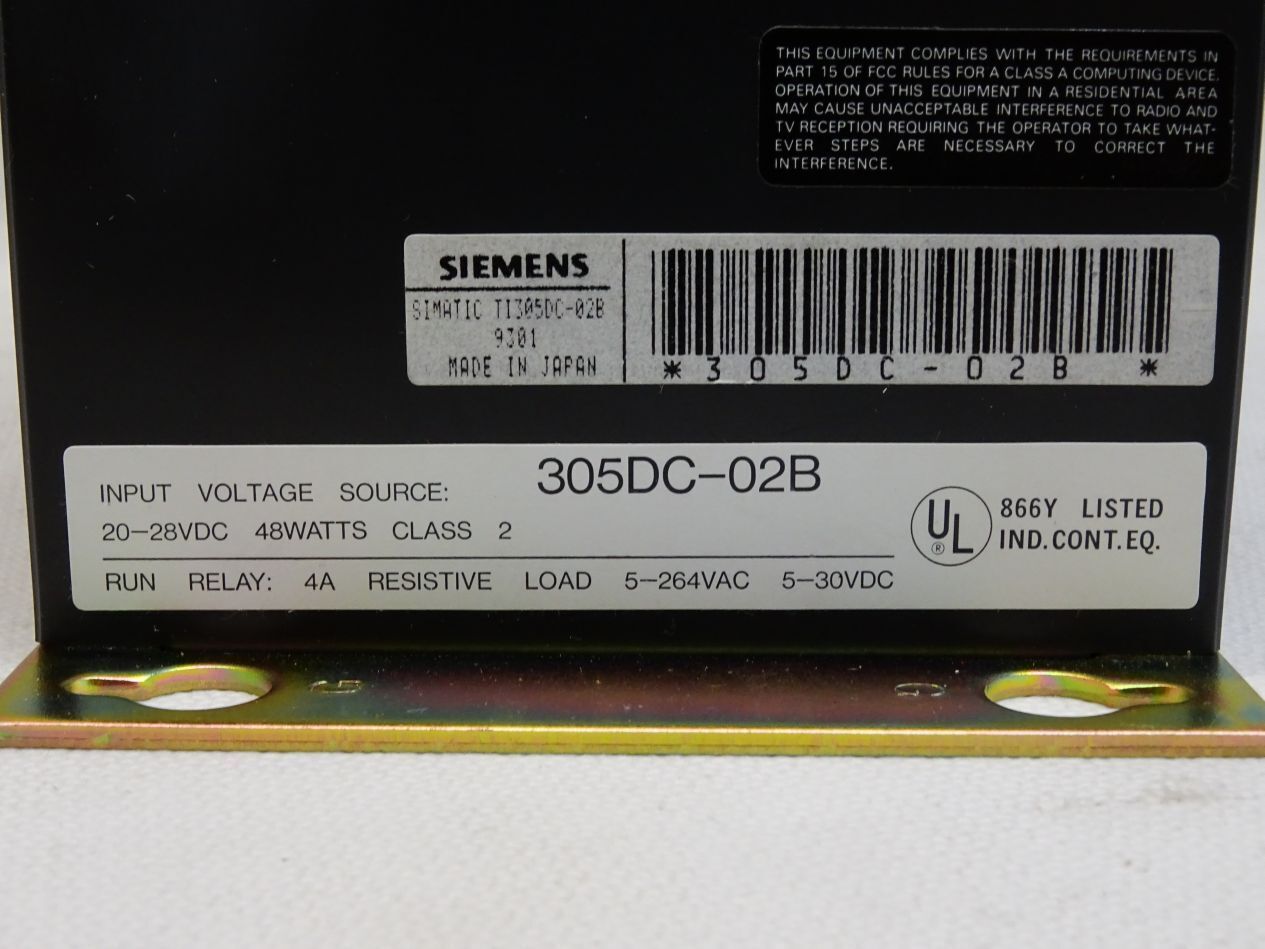 THIS EQUIPMENT COMPLIES WITH THE REQUIREMENTS IN
PART 15 OF FCC RULES FOR A CLASS A COMPUTING DEVICE.
OPERATION OF THIS EQUIPMENT IN A RESIDENTIAL AREA
MAY CAUSE UNACCEPTABLE INTERFERENCE TO RADIO AND
TV RECEPTION REQUIRING THE OPERATOR TO TAKE WHAT-
EVER STEPS ARE NECESSARY TO CORRECT THE
INTERFERENCE.
SIEMENS
SIMATIC TI305DC-02B
9301
MADE IN JAPAN
*305DC-02B *
305DC-02B
INPUT VOLTAGE SOURCE:
20-28VDC 48WATTS CLASS 2
RUN RELAY: 4A RESISTIVE LOAD 5-264VAC 5-30VDC
UL ®
866Y LISTED
IND.CONT.EQ.